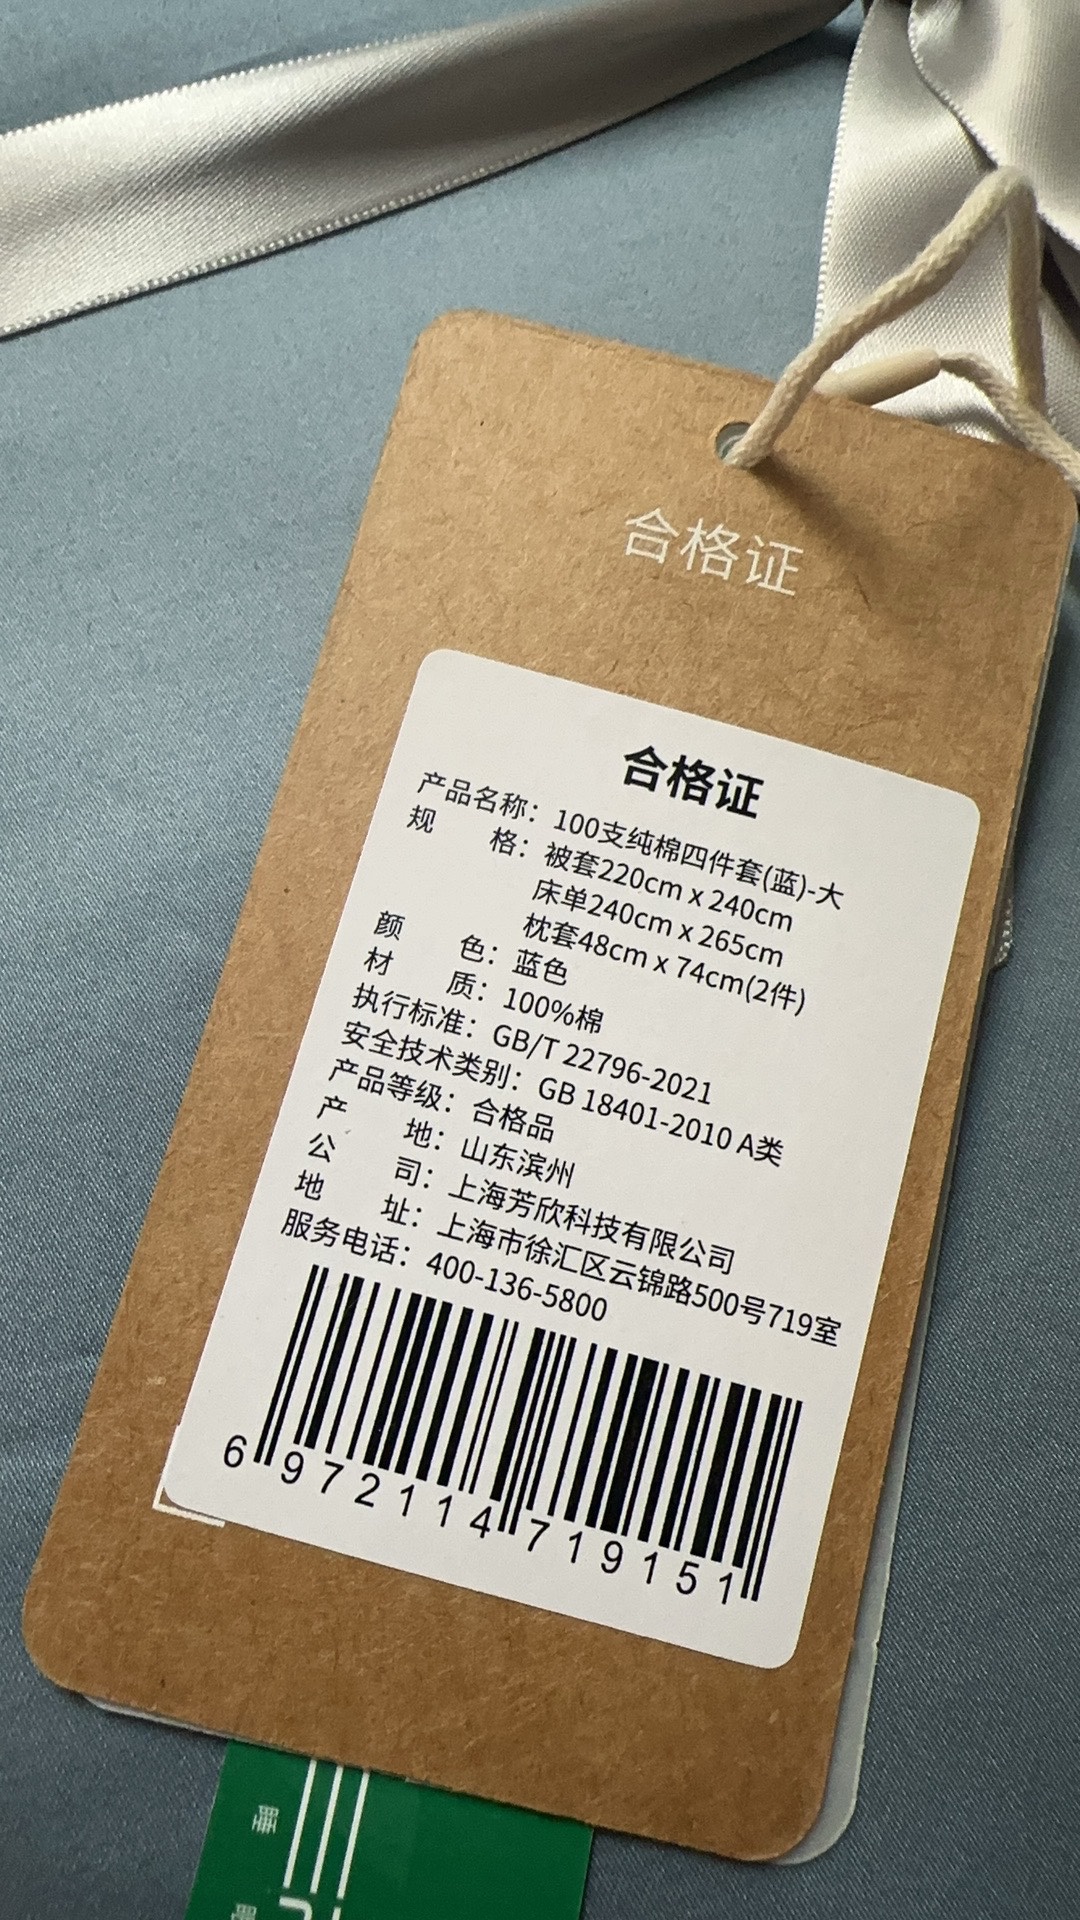 合格证
合格证
产品名称：100支纯棉四件套(蓝)-大
规 格：被套220cm x 240cm
床单240cm x 265cm
枕套48cm x 74cm(2件)
颜 色：蓝色
材 质：100%棉
执行标准：GB/T 22796-2021
安全技术类别：GB 18401-2010 A类
产品等级：合格品
产 地：山东滨州
公 司：上海芳欣科技有限公司
地 址：上海市徐汇区云锦路500号719室
服务电话：400-136-5800
6 972114 719151